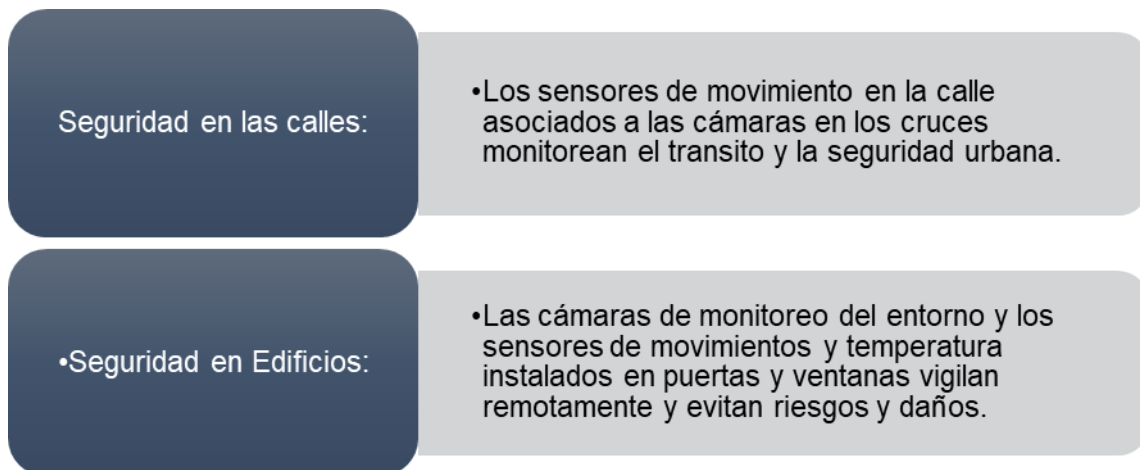 Seguridad en las calles:
•Los sensores de movimiento en la calle
asociados a las cámaras en los cruces
monitorean el transito y la seguridad urbana.
•Seguridad en Edificios:
•Las cámaras de monitoreo del entorno y los
sensores de movimientos y temperatura
instalados en puertas y ventanas vigilan
remotamente y evitan riesgos y daños.